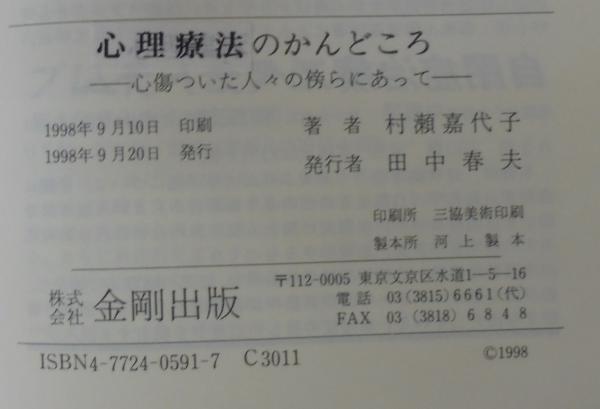 心理療法のかんどころ
――心傷ついた人々の傍らにあって――
1998年9月10日 印刷
1998年9月20日 発行
著者 村瀬嘉代子
発行者 田中春夫
印刷所 三協美術印刷
製本所 河上製本
株式会社 金剛出版
〒112-0005 東京文京区水道1―5―16
電話 03(3815)6661(代)
FAX 03(3818)6848
ISBN4-7724-0591-7 C3011
©1998